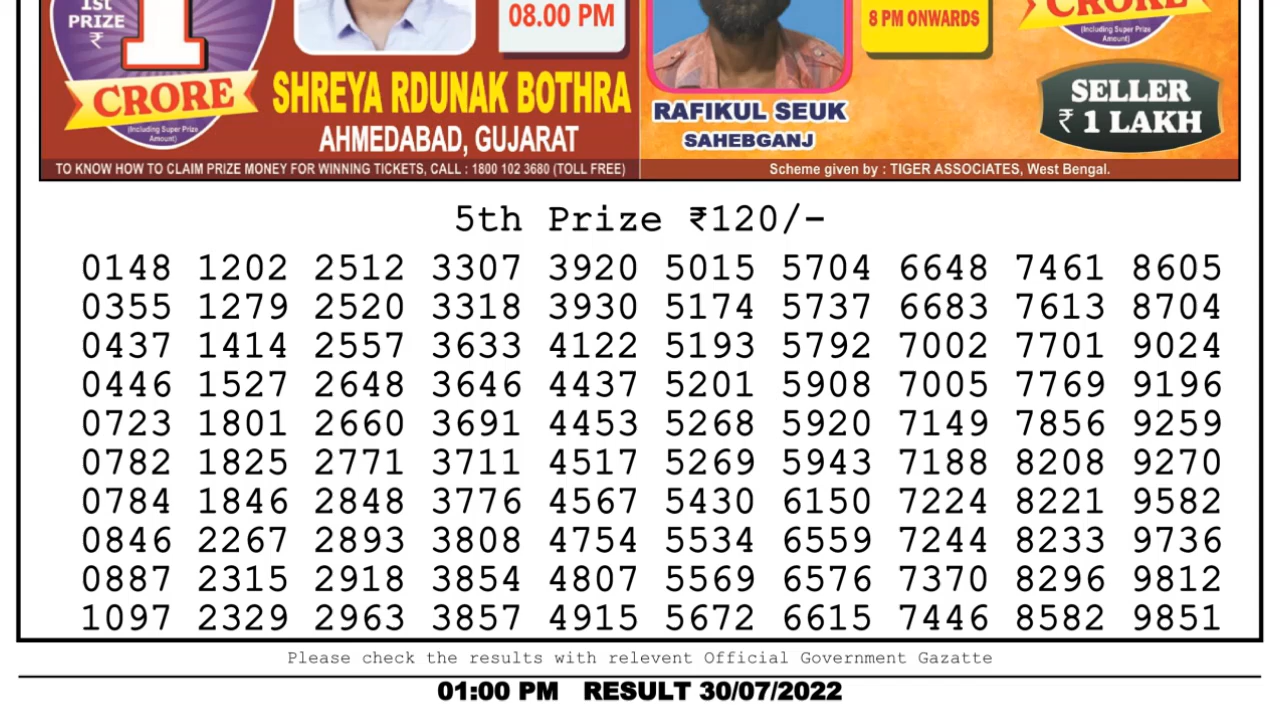 1st
PRIZE
₹
1
CRORE
(Including Super Prize
Amount)
08.00 PM
SHREYA RDUNAK BOTHRA
AHMEDABAD, GUJARAT
TO KNOW HOW TO CLAIM PRIZE MONEY FOR WINNING TICKETS, CALL : 1800 102 3680 (TOLL FREE)
8 PM ONWARDS
CRORE
(Including Super Prize
Amount)
RAFIKUL SEUK
SAHEBGANJ
SELLER
₹ 1 LAKH
Scheme given by : TIGER ASSOCIATES, West Bengal.
5th Prize ₹120/-
0148 1202 2512 3307 3920 5015 5704 6648 7461 8605
0355 1279 2520 3318 3930 5174 5737 6683 7613 8704
0437 1414 2557 3633 4122 5193 5792 7002 7701 9024
0446 1527 2648 3646 4437 5201 5908 7005 7769 9196
0723 1801 2660 3691 4453 5268 5920 7149 7856 9259
0782 1825 2771 3711 4517 5269 5943 7188 8208 9270
0784 1846 2848 3776 4567 5430 6150 7224 8221 9582
0846 2267 2893 3808 4754 5534 6559 7244 8233 9736
0887 2315 2918 3854 4807 5569 6576 7370 8296 9812
1097 2329 2963 3857 4915 5672 6615 7446 8582 9851
Please check the results with relevent Official Government Gazatte
01:00 PM RESULT 30/07/2022